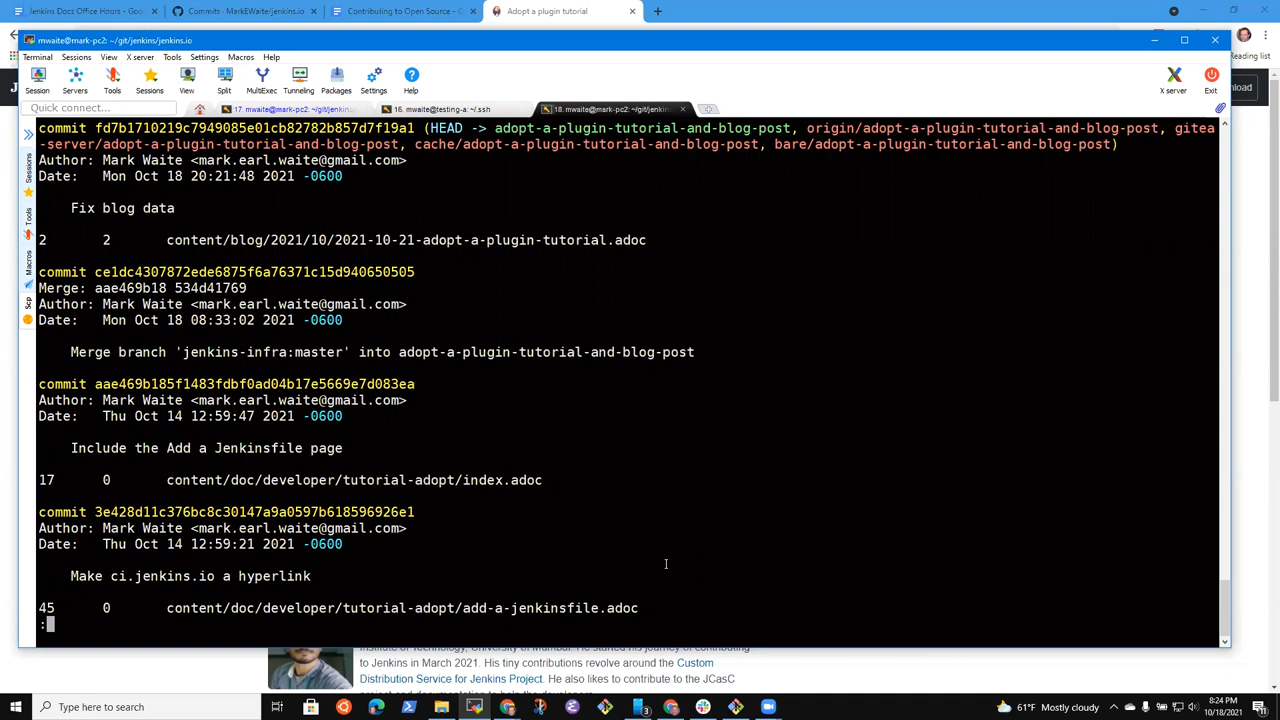 Jenkins Docs Office Hours - Goo
Commits · MarkEWaite/jenkins.io
Contributing to Open Source - G
Adopt a plugin tutorial
mwaite@mark-pc2: ~/git/jenkins/jenkins.io
Reading list
Terminal Sessions View X server Tools Settings Macros Help
Session Servers Tools Sessions View Split MultiExec Tunneling Packages Settings Help X server Exit
Quick connect...
17. mwaite@mark-pc2: ~/git/jenkins
16. mwaite@testing-a: ~/.ssh
18. mwaite@mark-pc2: ~/git/jenkin
Sessions
Tools
Macros
Scp
commit fd7b1710219c7949085e01cb82782b857d7f19a1 (HEAD -> adopt-a-plugin-tutorial-and-blog-post, origin/adopt-a-plugin-tutorial-and-blog-post, gitea
-server/adopt-a-plugin-tutorial-and-blog-post, cache/adopt-a-plugin-tutorial-and-blog-post, bare/adopt-a-plugin-tutorial-and-blog-post)
Author: Mark Waite <mark.earl.waite@gmail.com>
Date: Mon Oct 18 20:21:48 2021 -0600
Fix blog data
2 2 content/blog/2021/10/2021-10-21-adopt-a-plugin-tutorial.adoc
commit ce1dc4307872ede6875f6a76371c15d940650505
Merge: aae469b18 534d41769
Author: Mark Waite <mark.earl.waite@gmail.com>
Date: Mon Oct 18 08:33:02 2021 -0600
Merge branch 'jenkins-infra:master' into adopt-a-plugin-tutorial-and-blog-post
commit aae469b185f1483fdbf0ad04b17e5669e7d083ea
Author: Mark Waite <mark.earl.waite@gmail.com>
Date: Thu Oct 14 12:59:47 2021 -0600
Include the Add a Jenkinsfile page
17 0 content/doc/developer/tutorial-adopt/index.adoc
commit 3e428d11c376bc8c30147a9a0597b618596926e1
Author: Mark Waite <mark.earl.waite@gmail.com>
Date: Thu Oct 14 12:59:21 2021 -0600
Make ci.jenkins.io a hyperlink
45 0 content/doc/developer/tutorial-adopt/add-a-jenkinsfile.adoc
:
Institute of Technology, University of Mumbai. He started his journey of contributing
to Jenkins in March 2021. His tiny contributions revolve around the Custom
Distribution Service for Jenkins Project. He also likes to contribute to the JCasC
Type here to search
3
61°F Mostly cloudy
8:24 PM
10/18/2021